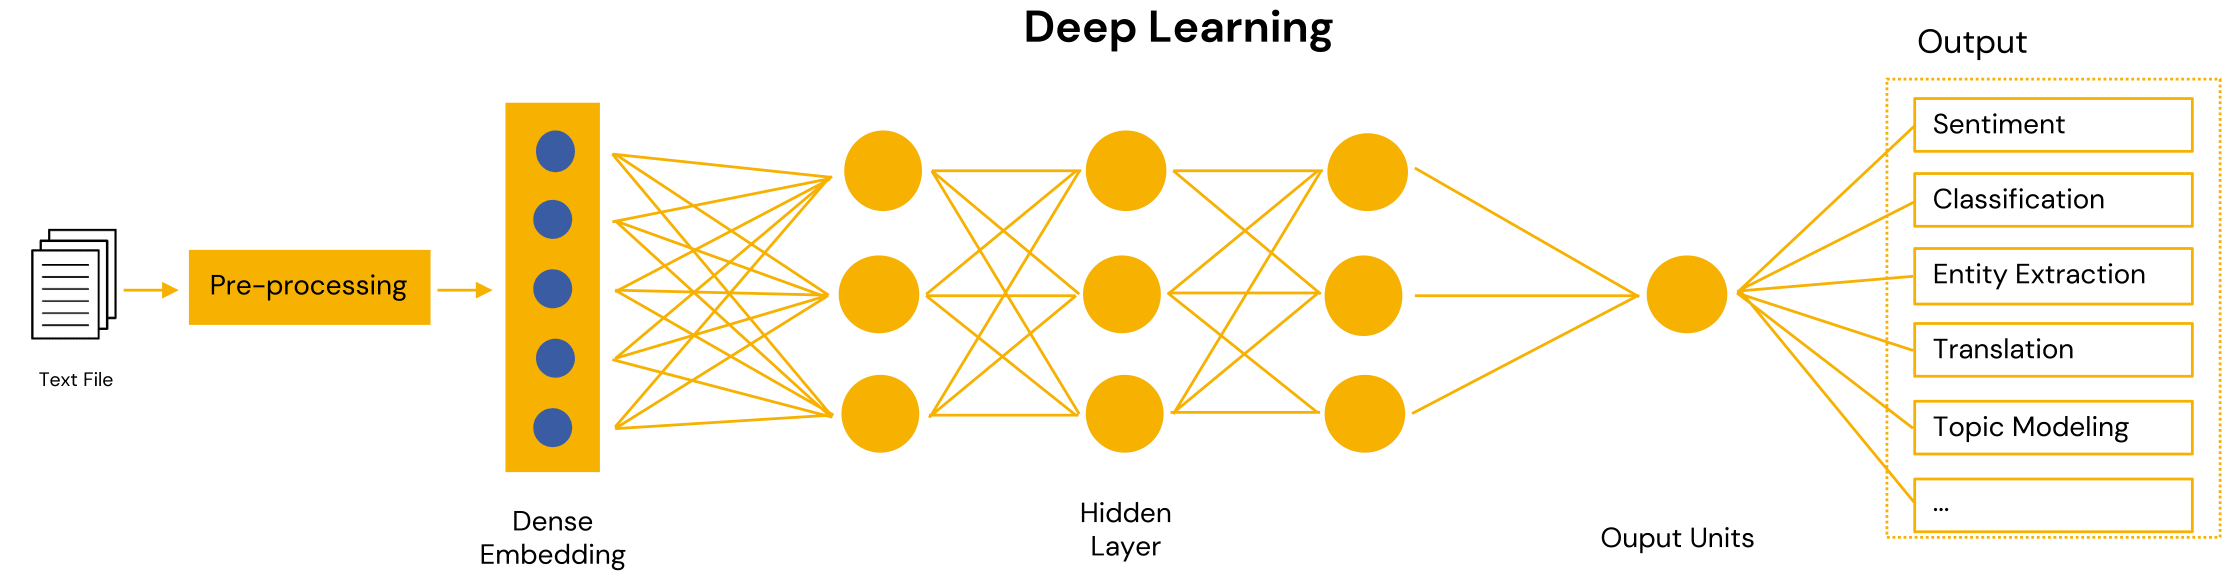 Deep Learning
Text File
Pre-processing
Dense
Embedding
Hidden
Layer
Ouput Units
Output
Sentiment
Classification
Entity Extraction
Translation
Topic Modeling
...